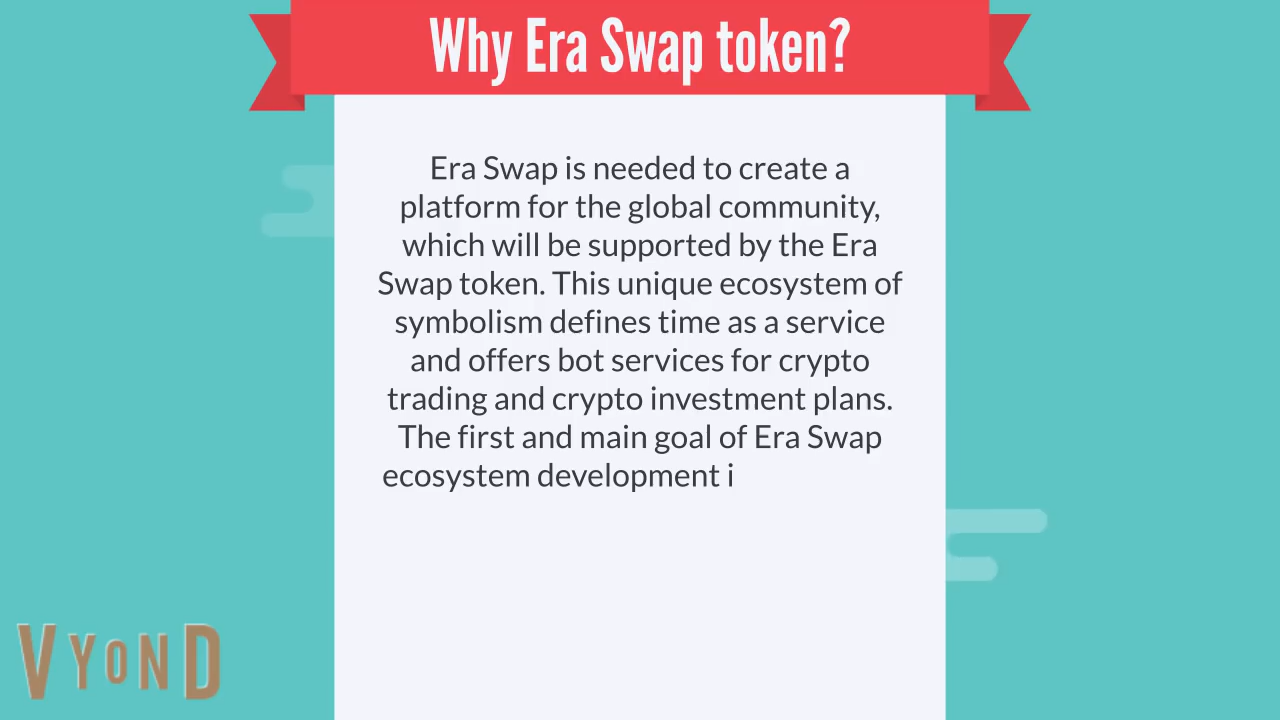 Why Era Swap token?
Era Swap is needed to create a
platform for the global community,
which will be supported by the Era
Swap token. This unique ecosystem of
symbolism defines time as a service
and offers bot services for crypto
trading and crypto investment plans.
The first and main goal of Era Swap
ecosystem development i
VYOND